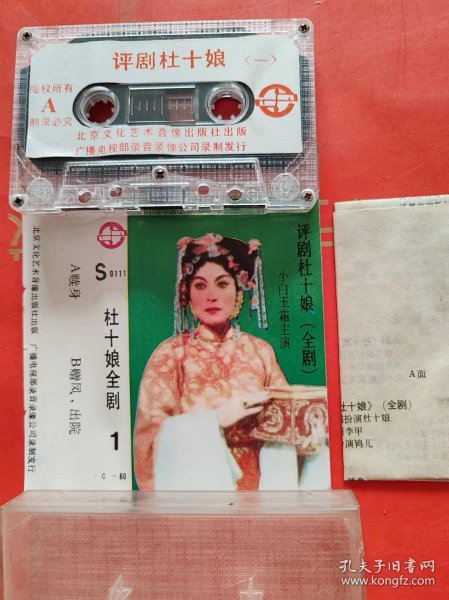 评剧杜十娘 〈一〉
版权所有
A
翻录必究
北京文化艺术音像出版社出版
广播电视部录音录像公司录制发行
北京文化艺术音像出版社出版 广播电视部录音录像公司录制发行
A赎身 B赠凤,出院
S0111
杜十娘全剧
1
C-60
评剧杜十娘(全剧)
小白玉霜主演
A面
杜十娘》(全剧)
扮演杜十娘
李甲
演鸨儿
孔夫子旧书网
www.kongfz.com